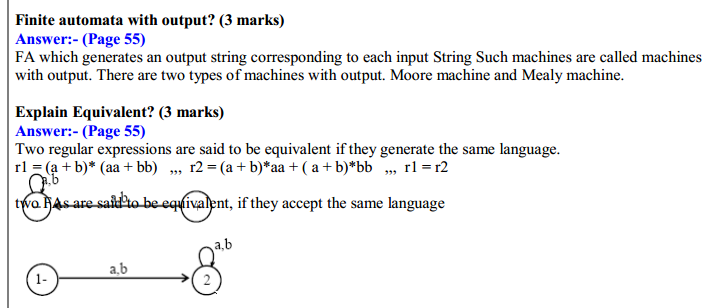 Finite automata with output? (3 marks)
Answer:- (Page 55)
FA which generates an output string corresponding to each input String Such machines are called machines
with output. There are two types of machines with output. Moore machine and Mealy machine.
Explain Equivalent? (3 marks)
Answer:- (Page 55)
Two regular expressions are said to be equivalent if they generate the same language.
r1 = (a + b)* (aa + bb) ,,, r2 = (a + b)*aa + ( a + b)*bb ,,, r1 = r2
a,b
two FAs are said to be equivalent, if they accept the same language
a,b
1-
a,b
2